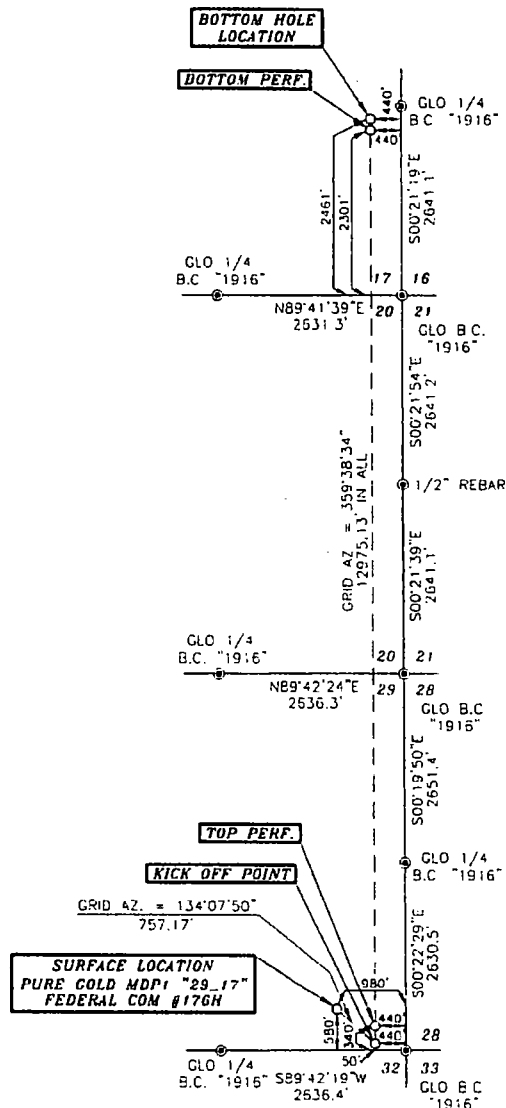 BOTTOM HOLE
LOCATION
BOTTOM PERF.
440'
GLO 1/4
B.C "1916"
440'
S00°21'19"E
2641.1'
2461'
2301'
GLO 1/4
B.C "1916"
17 16
N89°41'39"E
2631.3'
20 21
GLO B.C.
"1916"
S00°21'54"E
2641.2'
1/2" REBAR
GRID AZ = 359°38'34"
12975.13' IN ALL
S00°21'39"E
2641.1'
GLO 1/4
B.C. "1916"
20 21
N89°42'24"E
2636.3'
29 28
GLO B.C
"1916"
S00°19'50"E
2651.4'
TOP PERF.
KICK OFF POINT
GLO 1/4
B.C "1916"
GRID AZ. = 134°07'50"
757.17'
S00°22'29"E
2630.5'
SURFACE LOCATION
PURE GOLD MDP1 "29_17"
FEDERAL COM #176H
980'
580'
340'
440'
440'
50'
28
GLO 1/4
B.C. "1916"
S89°42'19"W
2636.4'
32 33
GLO B C
"1916"